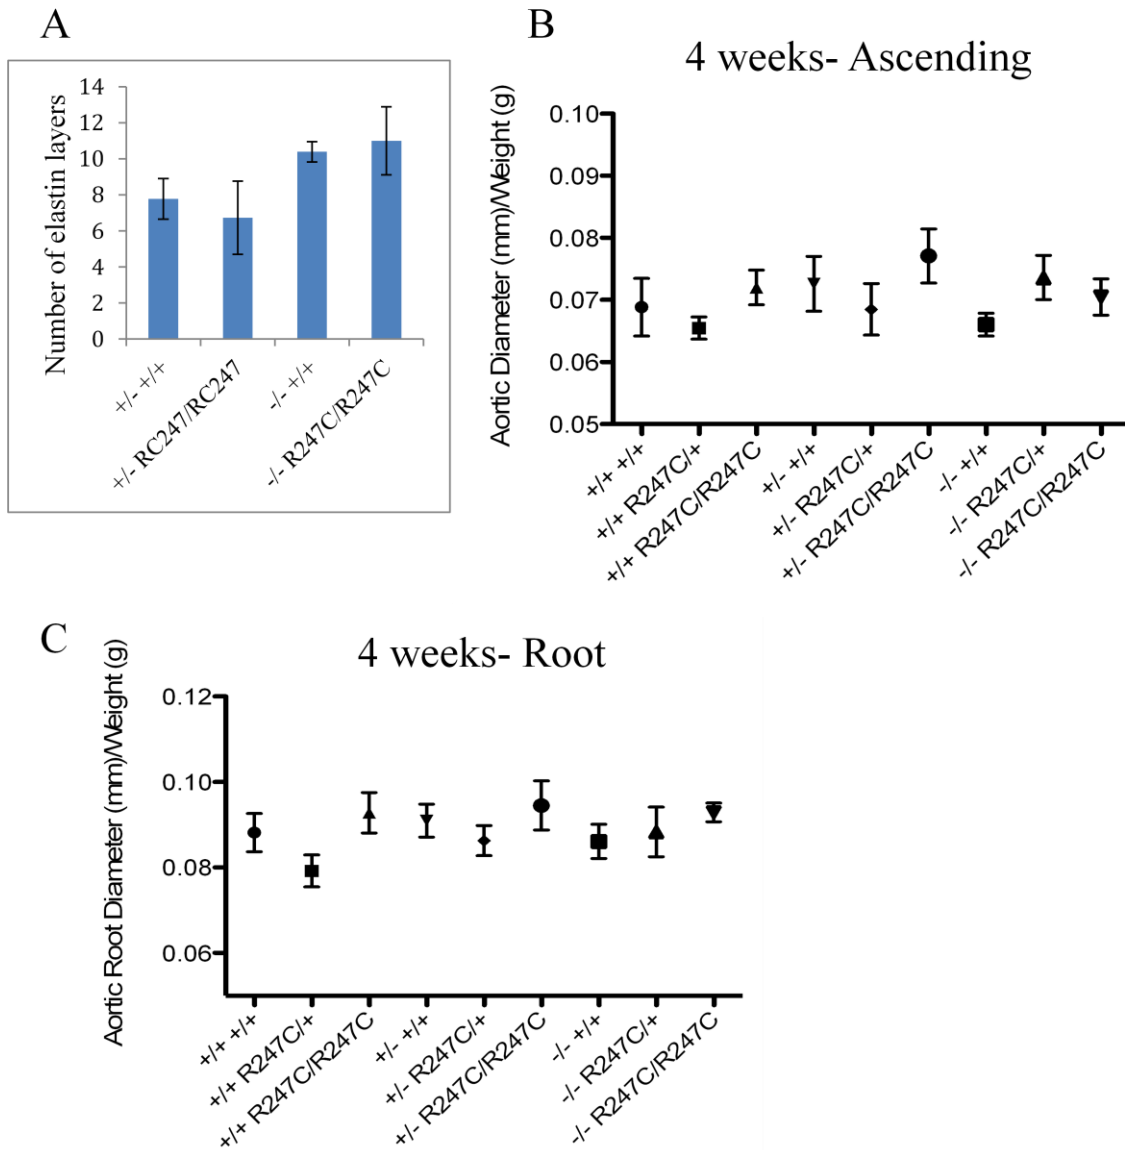 A
Number of elastin layers
14
12
10
8
6
4
2
0
+/- +/+
+/- RC247/RC247
-/- +/+
-/- R247C/R247C
B
4 weeks- Ascending
Aortic Diameter (mm)/Weight (g)
0.10
0.09
0.08
0.07
0.06
0.05
+/+ +/+
+/+ R247C/+
+/+ R247C/R247C
+/- +/+
+/- R247C/+
+/- R247C/R247C
-/- +/+
-/- R247C/+
-/- R247C/R247C
C
4 weeks- Root
Aortic Root Diameter (mm)/Weight (g)
0.12
0.10
0.08
0.06
+/+ +/+
+/+ R247C/+
+/+ R247C/R247C
+/- +/+
+/- R247C/+
+/- R247C/R247C
-/- +/+
-/- R247C/+
-/- R247C/R247C